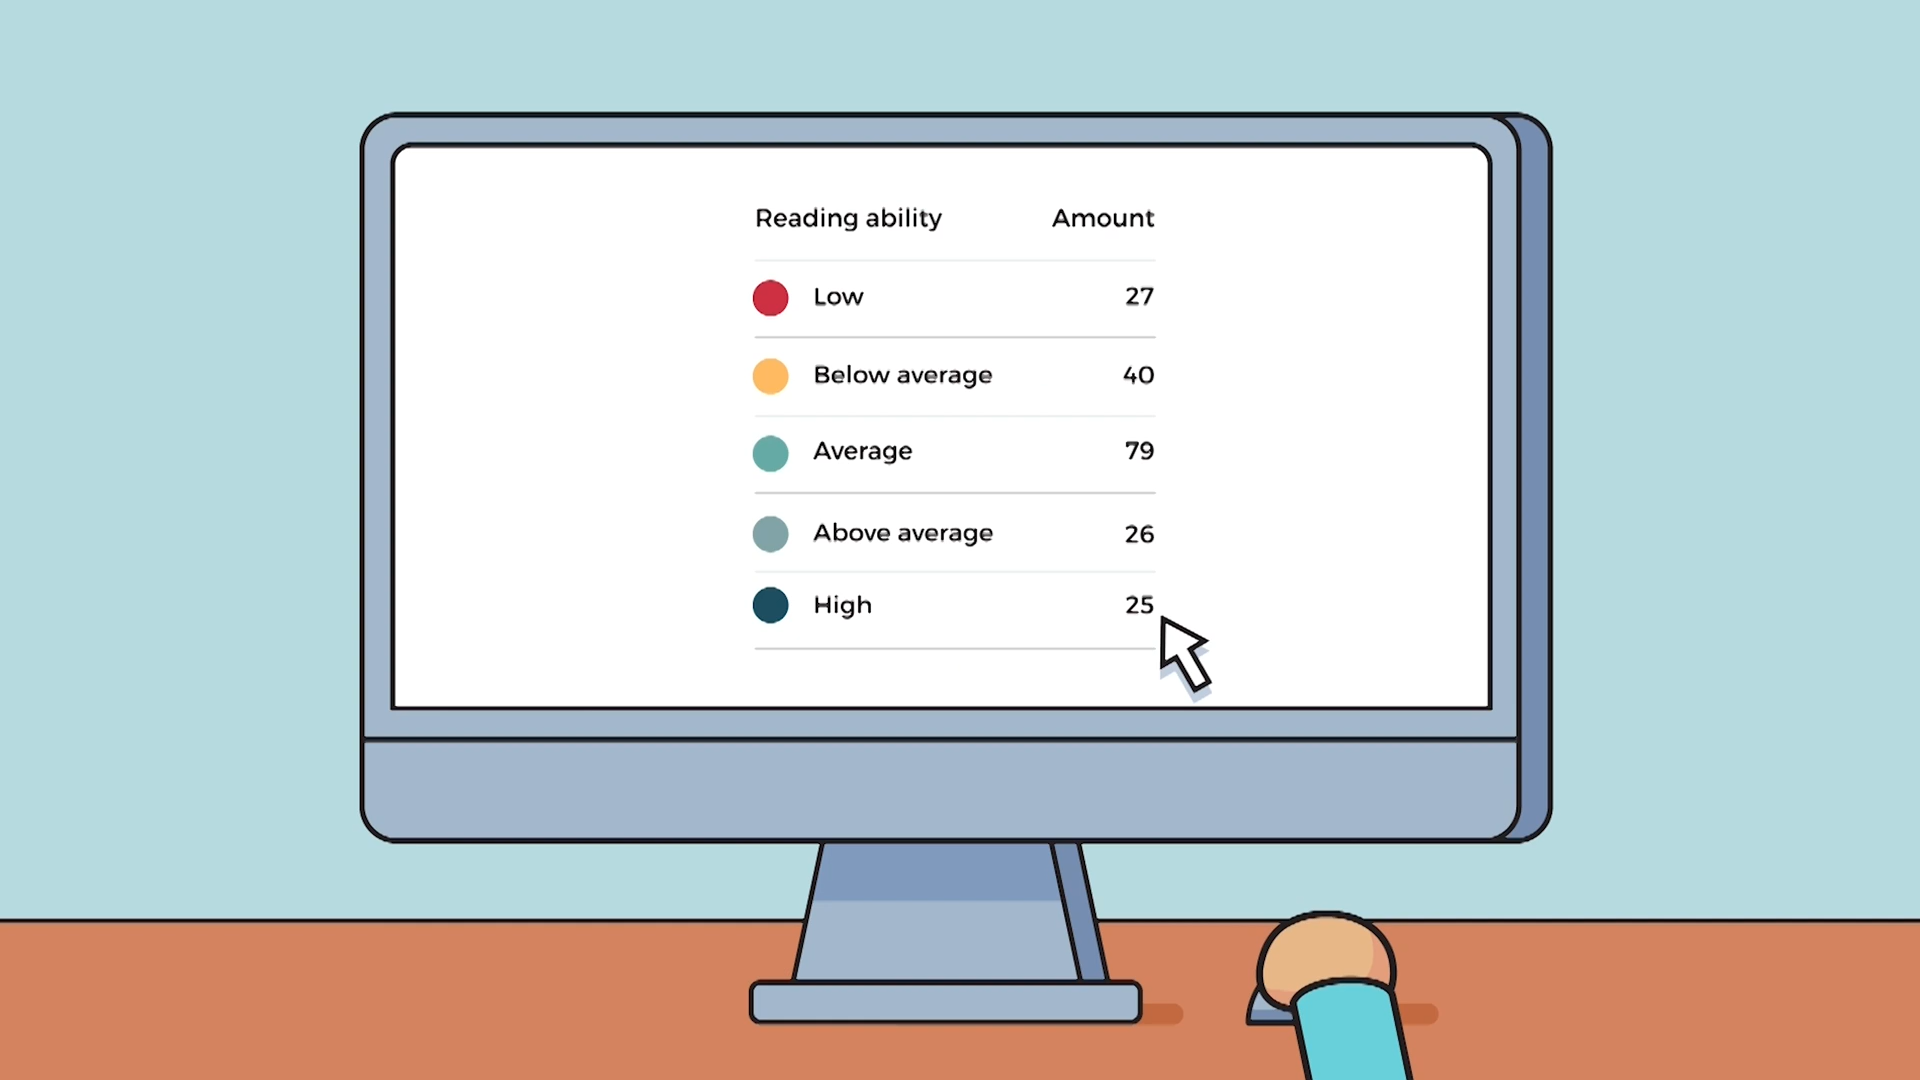 Reading ability Amount
Low 27
Below average 40
Average 79
Above average 26
High 25